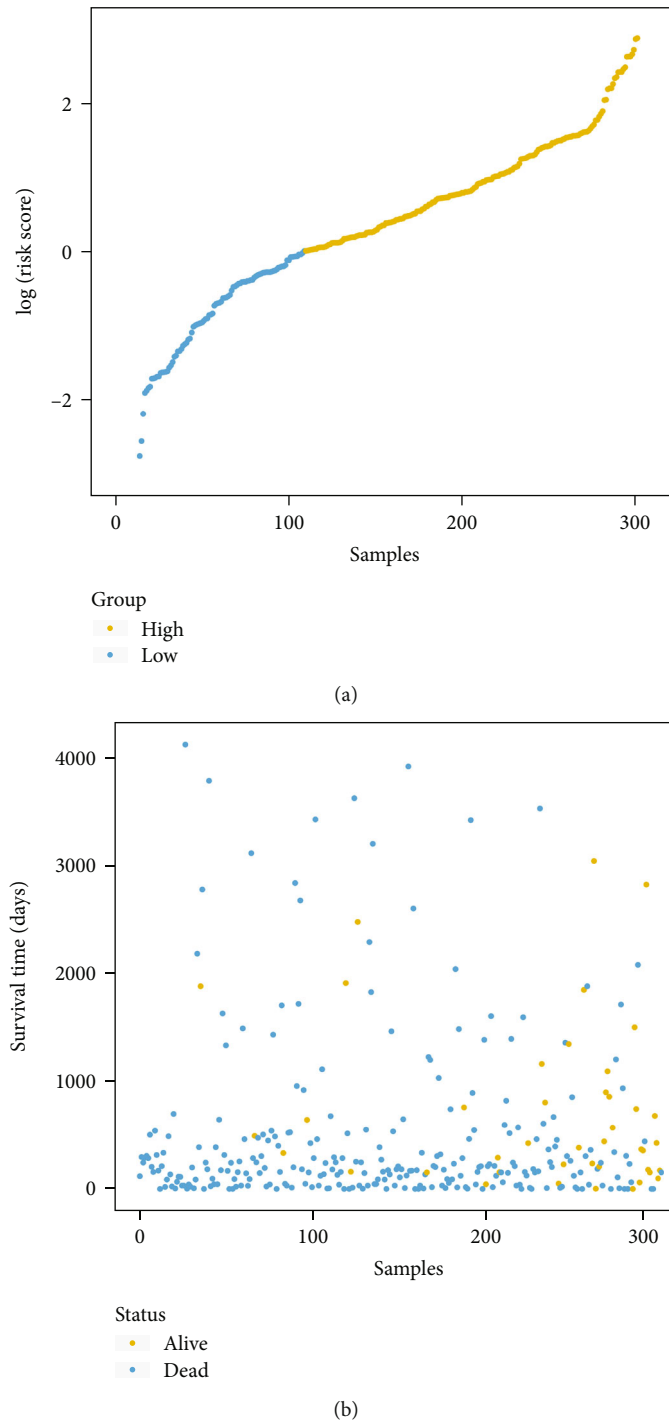 2
0
−2
log (risk score)
0
100
200
300
Samples
Group
High
Low
(a)
4000
3000
2000
1000
0
Survival time (days)
0
100
200
300
Samples
Status
Alive
Dead
(b)